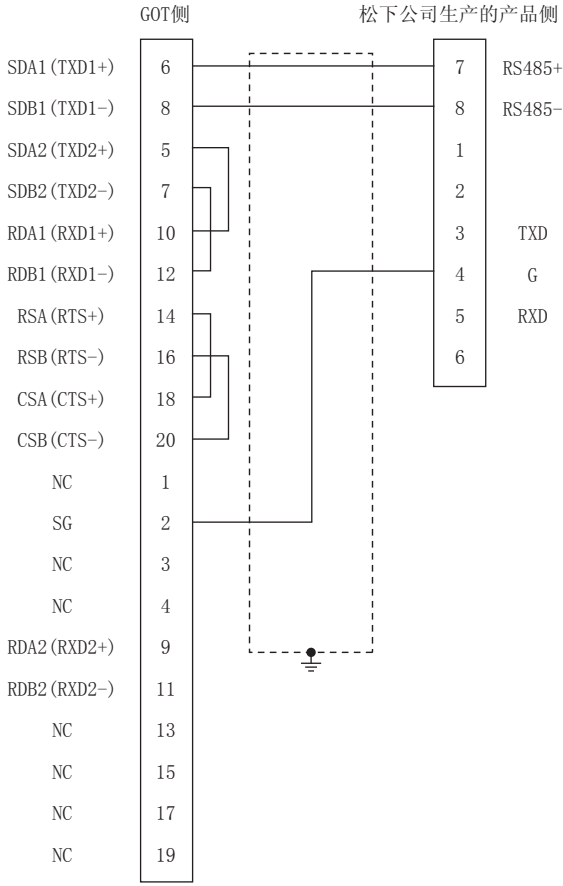 GOT侧 松下公司生产的产品侧
SDA1(TXD1+) 6 7 RS485+
SDB1(TXD1-) 8 8 RS485-
SDA2(TXD2+) 5 1
SDB2(TXD2-) 7 2
RDA1(RXD1+) 10 3 TXD
RDB1(RXD1-) 12 4 G
RSA(RTS+) 14 5 RXD
RSB(RTS-) 16 6
CSA(CTS+) 18
CSB(CTS-) 20
NC 1
SG 2
NC 3
NC 4
RDA2(RXD2+) 9
RDB2(RXD2-) 11
NC 13
NC 15
NC 17
NC 19